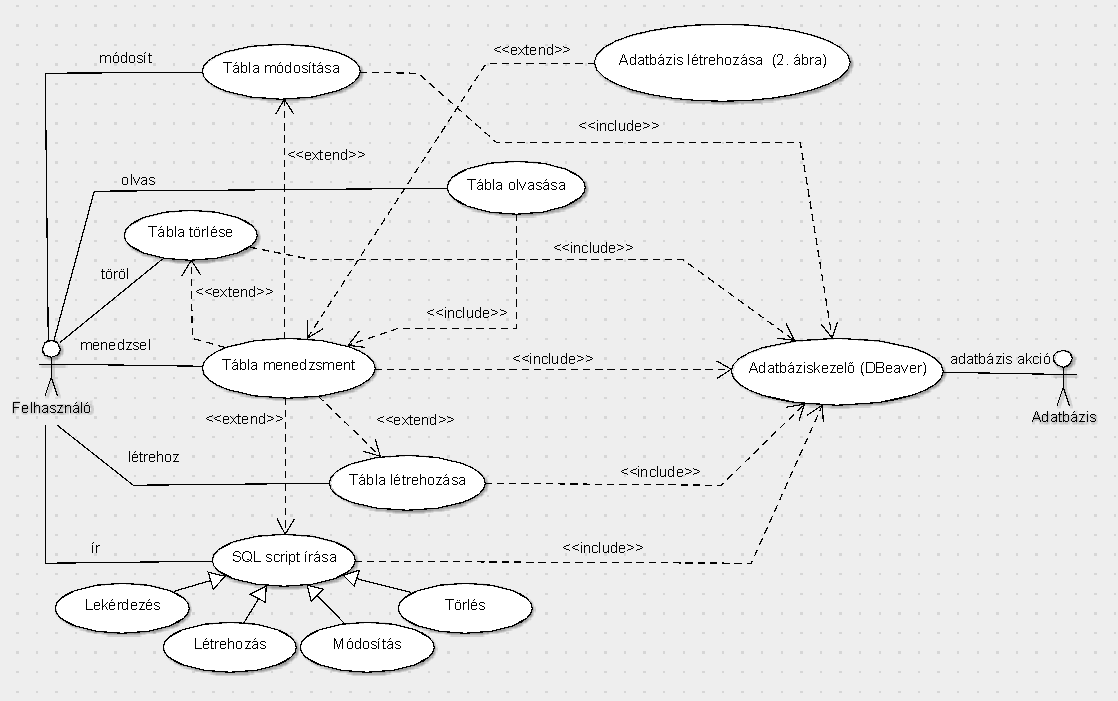 módosít
Tábla módosítása
<<extend>>
Adatbázis létrehozása (2. ábra)
<<include>>
<<extend>>
olvas
Tábla olvasása
Tábla törlése
<<include>>
töröl
<<extend>>
<<include>>
menedzsel
Tábla menedzsment
<<include>>
Adatbáziskezelő (DBeaver)
adatbázis akció
Felhasználó
Adatbázis
<<extend>>
<<extend>>
létrehoz
Tábla létrehozása
<<include>>
ír
SQL script írása
<<include>>
Lekérdezés
Törlés
Létrehozás
Módosítás